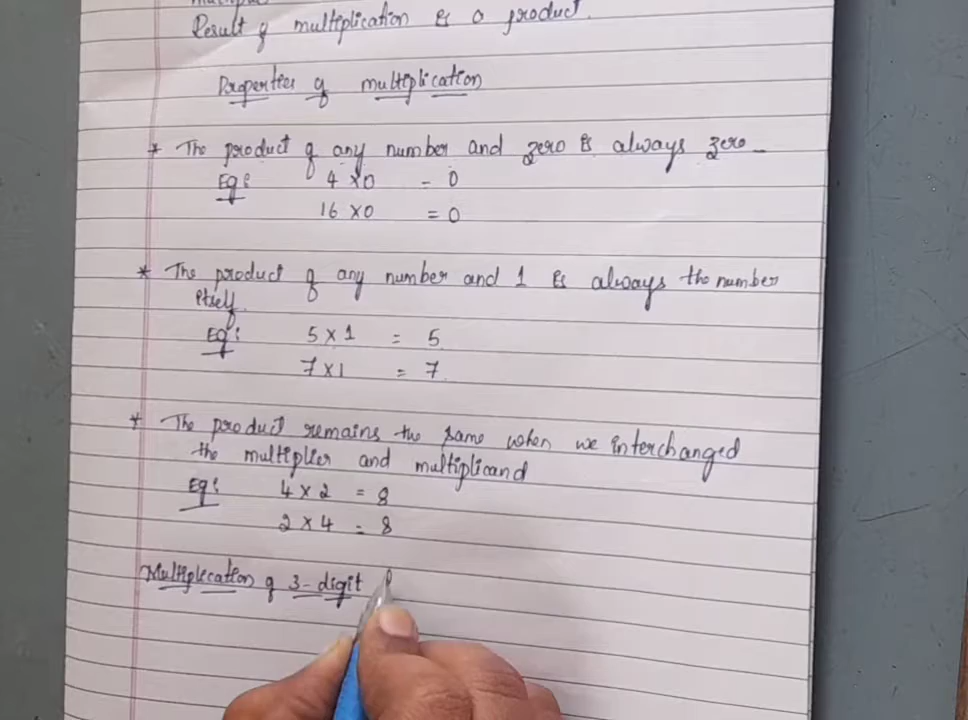 Result of multiplication is a product.
Properties of multiplication
* The product of any number and zero is always zero
Eg: 4 x 0 = 0
16 x 0 = 0
* The product of any number and 1 is always the number
itself.
Eg: 5 x 1 = 5
7 x 1 = 7
* The product remains the same when we interchanged
the multiplier and multiplicand
Eg: 4 x 2 = 8
2 x 4 = 8
Multiplication of 3-digit